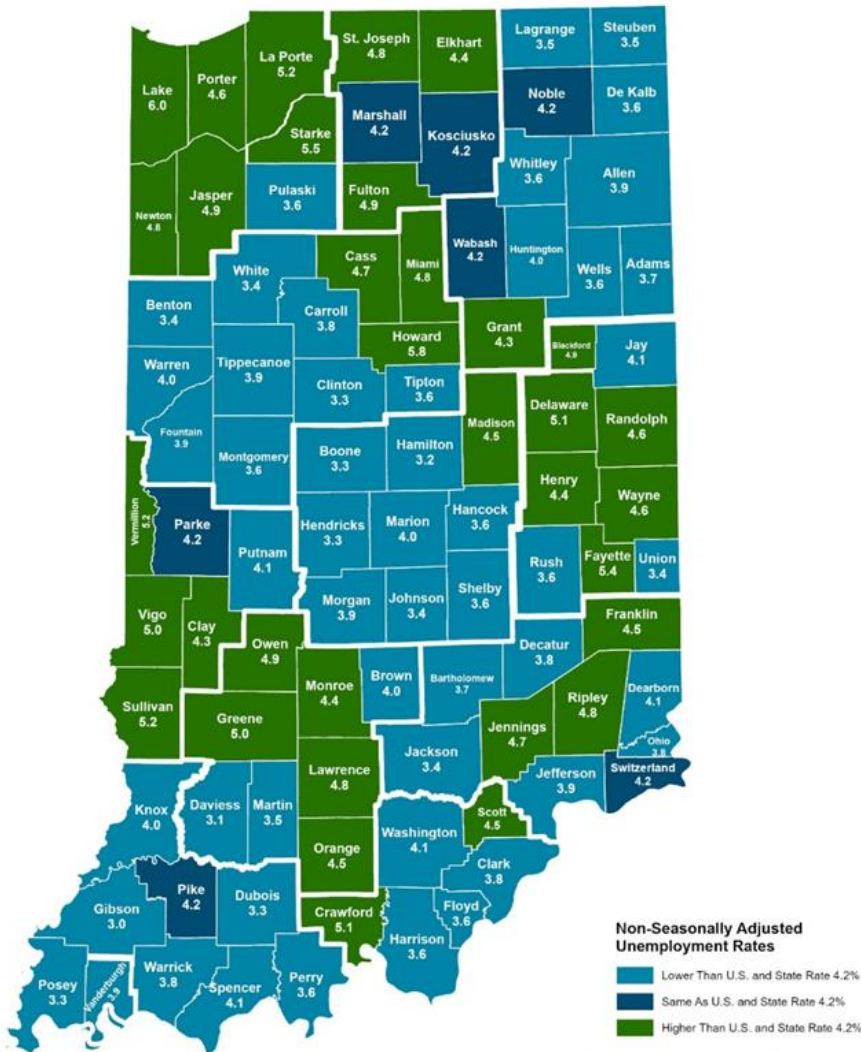 Lake
6.0
Porter
4.6
La Porte
5.2
St. Joseph
4.8
Elkhart
4.4
Lagrange
3.5
Steuben
3.5
Noble
4.2
De Kalb
3.6
Marshall
4.2
Kosciusko
4.2
Starke
5.5
Whitley
3.6
Allen
3.9
Newton
4.8
Jasper
4.9
Pulaski
3.6
Fulton
4.9
Wabash
4.2
Huntington
4.0
Wells
3.6
Adams
3.7
White
3.4
Cass
4.7
Miami
4.8
Benton
3.4
Carroll
3.8
Howard
5.8
Grant
4.3
Blackford
4.9
Jay
4.1
Warren
4.0
Tippecanoe
3.9
Clinton
3.3
Tipton
3.6
Madison
4.5
Delaware
5.1
Randolph
4.6
Fountain
3.9
Montgomery
3.6
Boone
3.3
Hamilton
3.2
Henry
4.4
Wayne
4.6
Vermillion
5.2
Parke
4.2
Putnam
4.1
Hendricks
3.3
Marion
4.0
Hancock
3.6
Rush
3.6
Fayette
5.4
Union
3.4
Vigo
5.0
Clay
4.3
Morgan
3.9
Johnson
3.4
Shelby
3.6
Franklin
4.5
Owen
4.9
Decatur
3.8
Sullivan
5.2
Greene
5.0
Monroe
4.4
Brown
4.0
Bartholomew
3.7
Ripley
4.8
Dearborn
4.1
Jennings
4.7
Ohio
3.8
Switzerland
4.2
Lawrence
4.8
Jackson
3.4
Jefferson
3.9
Knox
4.0
Daviess
3.1
Martin
3.5
Scott
4.5
Washington
4.1
Orange
4.5
Clark
3.8
Pike
4.2
Dubois
3.3
Gibson
3.0
Crawford
5.1
Floyd
3.6
Harrison
3.6
Posey
3.3
Vanderburgh
3.9
Warrick
3.8
Spencer
4.1
Perry
3.6
Non-Seasonally Adjusted
Unemployment Rates
Lower Than U.S. and State Rate 4.2%
Same As U.S. and State Rate 4.2%
Higher Than U.S. and State Rate 4.2%